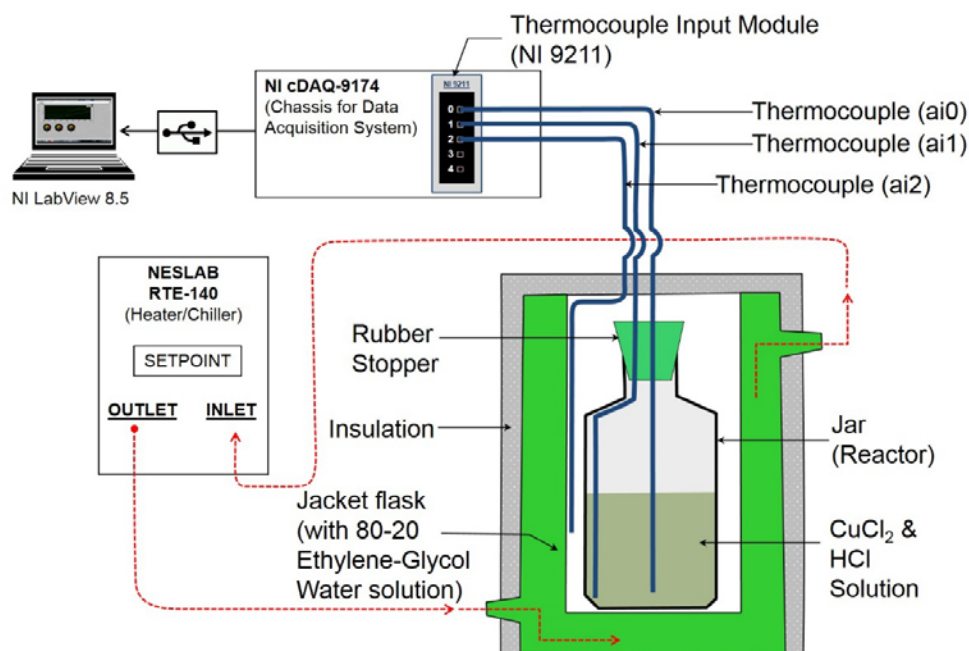 Thermocouple Input Module
(NI 9211)
NI cDAQ-9174
(Chassis for Data
Acquisition System)
NI 9211
0
1
2
3
4
Thermocouple (ai0)
Thermocouple (ai1)
Thermocouple (ai2)
NI LabView 8.5
NESLAB
RTE-140
(Heater/Chiller)
SETPOINT
OUTLET
INLET
Rubber
Stopper
Insulation
Jar
(Reactor)
Jacket flask
(with 80-20
Ethylene-Glycol
Water solution)
CuCl₂ &
HCl
Solution